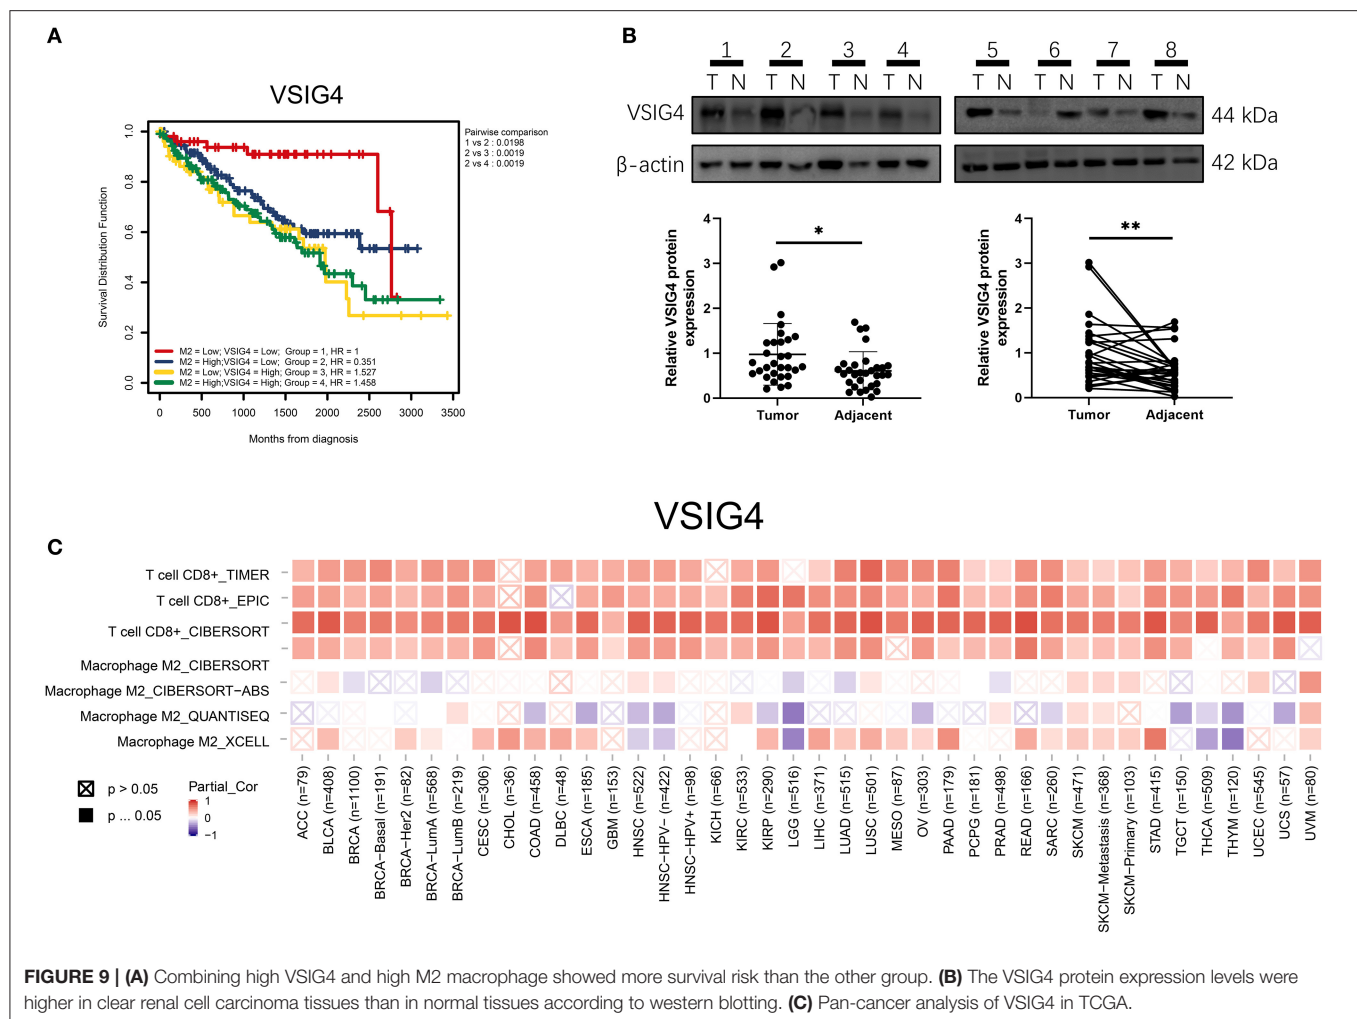 A
VSIG4
Pairwise comparison
1 vs 2 : 0.0198
2 vs 3 : 0.0019
2 vs 4 : 0.0019
Survival Distribution Function
1.0
0.8
0.6
0.4
0.2
0.0
M2 = Low; VSIG4 = Low; Group = 1, HR = 1
M2 = High;VSIG4 = Low; Group = 2, HR = 0.351
M2 = Low;VSIG4 = High; Group = 3, HR = 1.527
M2 = High;VSIG4 = High; Group = 4, HR = 1.458
0 500 1000 1500 2000 2500 3000 3500
Months from diagnosis
B
1 2 3 4 5 6 7 8
T N T N T N T N T N T N T N T N
VSIG4 44 kDa
β-actin 42 kDa
Relative VSIG4 protein
expression
4
3
2
1
0
*
Tumor Adjacent
Relative VSIG4 protein
expression
4
3
2
1
0
**
Tumor Adjacent
VSIG4
C
T cell CD8+_TIMER
T cell CD8+_EPIC
T cell CD8+_CIBERSORT
Macrophage M2_CIBERSORT
Macrophage M2_CIBERSORT−ABS
Macrophage M2_QUANTISEQ
Macrophage M2_XCELL
p > 0.05
p ... 0.05
Partial_Cor
1
0
−1
ACC (n=79)
BLCA (n=408)
BRCA (n=1100)
BRCA−Basal (n=191)
BRCA−Her2 (n=82)
BRCA−LumA (n=568)
BRCA−LumB (n=219)
CESC (n=306)
CHOL (n=36)
COAD (n=458)
DLBC (n=48)
ESCA (n=185)
GBM (n=153)
HNSC (n=522)
HNSC−HPV− (n=422)
HNSC−HPV+ (n=98)
KICH (n=66)
KIRC (n=533)
KIRP (n=290)
LGG (n=516)
LIHC (n=371)
LUAD (n=515)
LUSC (n=501)
MESO (n=87)
OV (n=303)
PAAD (n=179)
PCPG (n=181)
PRAD (n=498)
READ (n=166)
SARC (n=260)
SKCM (n=471)
SKCM−Metastasis (n=368)
SKCM−Primary (n=103)
STAD (n=415)
TGCT (n=150)
THCA (n=509)
THYM (n=120)
UCEC (n=545)
UCS (n=57)
UVM (n=80)
FIGURE 9 | (A) Combining high VSIG4 and high M2 macrophage showed more survival risk than the other group. (B) The VSIG4 protein expression levels were
higher in clear renal cell carcinoma tissues than in normal tissues according to western blotting. (C) Pan-cancer analysis of VSIG4 in TCGA.